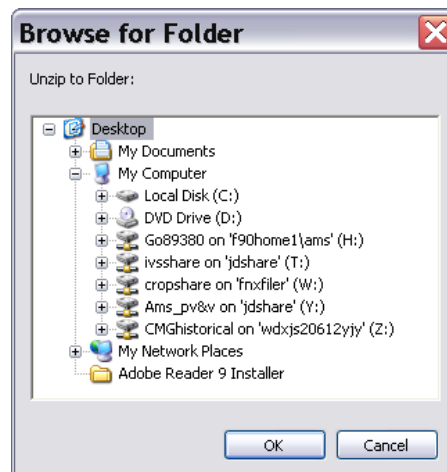 Browse for Folder
Unzip to Folder:
Desktop
My Documents
My Computer
Local Disk (C:)
DVD Drive (D:)
Go89380 on 'f90home1\ams' (H:)
ivsshare on 'jdshare' (T:)
cropshare on 'fnxfiler' (W:)
Ams_pv&v on 'jdshare' (Y:)
CMGhistorical on 'wdxjs20612yjy' (Z:)
My Network Places
Adobe Reader 9 Installer
OK
Cancel